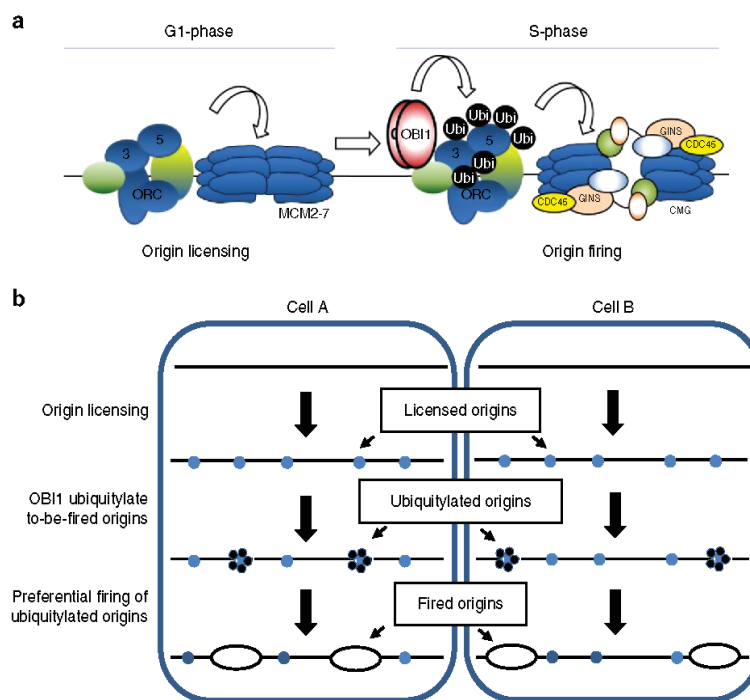 a
G1-phase
S-phase
OBI1
Ubi
Ubi
Ubi
Ubi
Ubi
Ubi
Ubi
3
5
ORC
MCM2-7
3
5
ORC
GINS
CDC45
CDC45
GINS
CMG
Origin licensing
Origin firing
b
Cell A
Cell B
Origin licensing
Licensed origins
OBI1 ubiquitylate
to-be-fired origins
Ubiquitylated origins
Preferential firing of
ubiquitylated origins
Fired origins